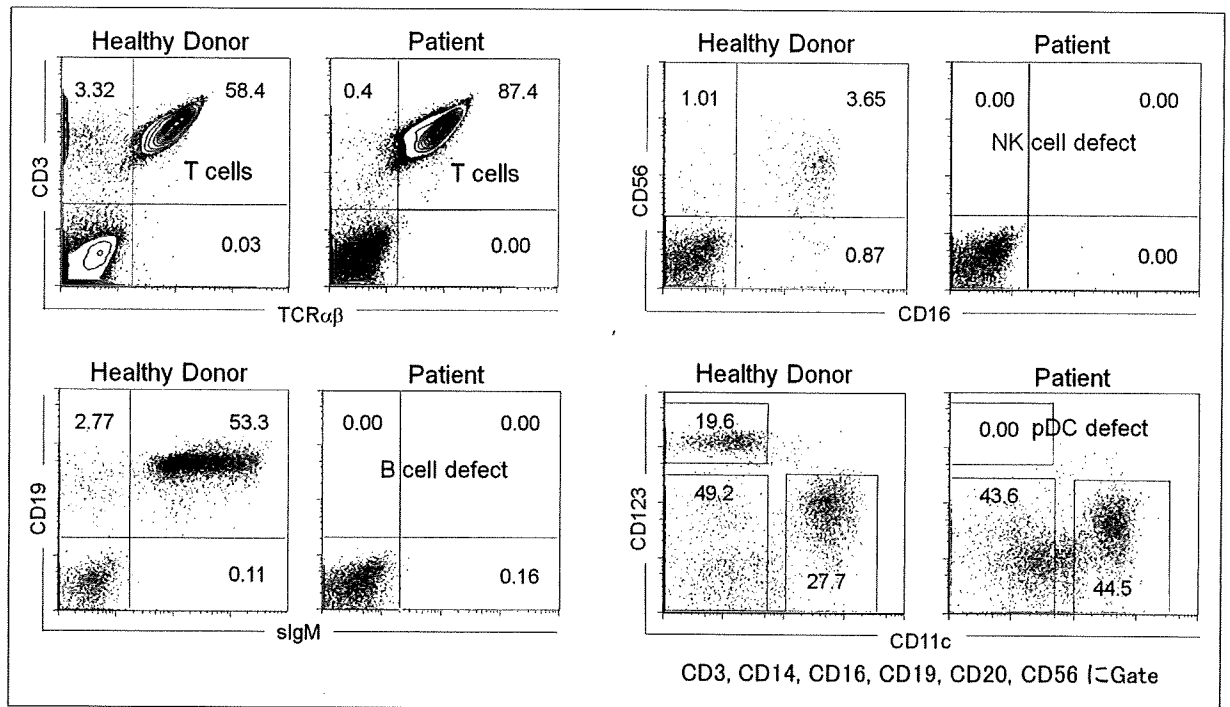 Healthy Donor
Patient
3.32
58.4
T cells
0.03
0.4
87.4
T cells
0.00
CD3
TCRαβ
Healthy Donor
Patient
1.01
3.65
0.87
0.00
0.00
NK cell defect
0.00
CD56
CD16
Healthy Donor
Patient
2.77
53.3
0.11
0.00
0.00
B cell defect
0.16
CD19
sIgM
Healthy Donor
Patient
19.6
49.2
27.7
0.00 pDC defect
43.6
44.5
CD123
CD11c
CD3, CD14, CD16, CD19, CD20, CD56 にGate